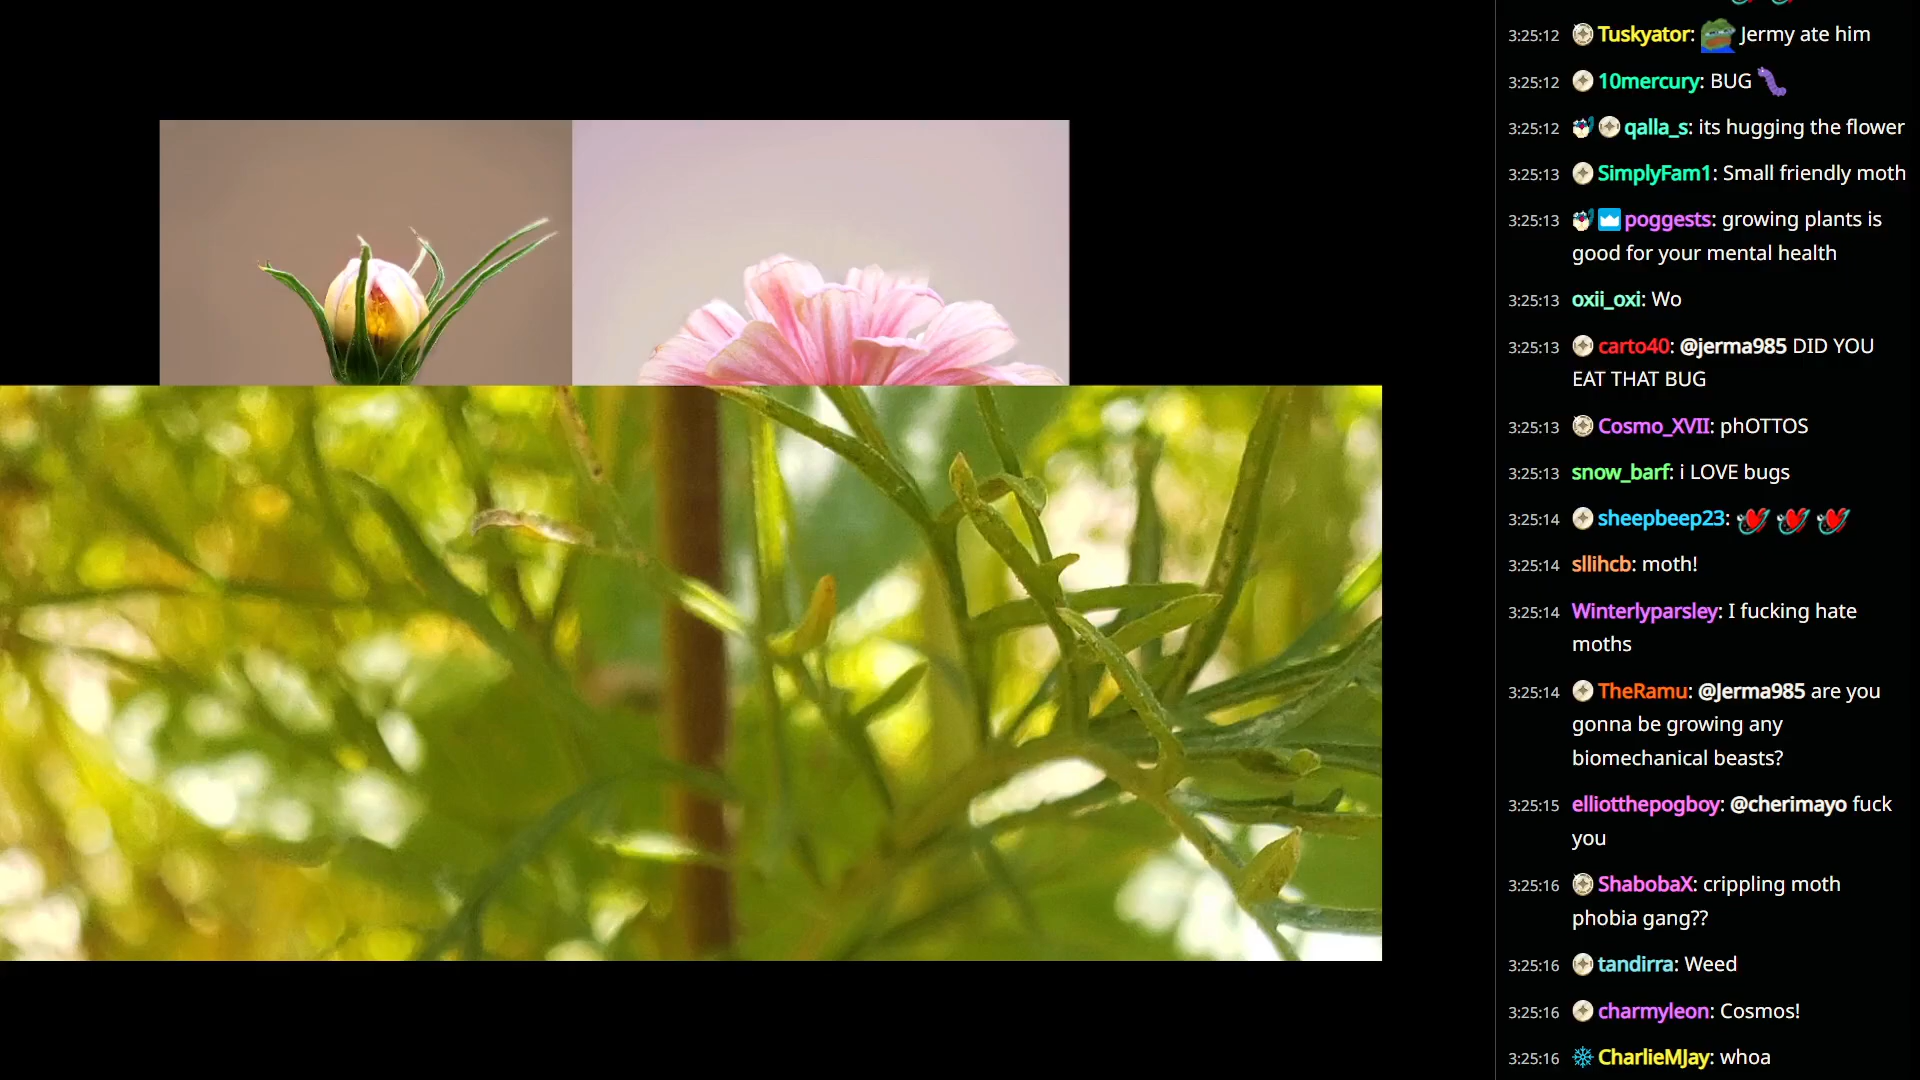 3:25:12 Tuskyator: Jermy ate him
3:25:12 10mercury: BUG
3:25:12 qalla_s: its hugging the flower
3:25:13 SimplyFam1: Small friendly moth
3:25:13 poggests: growing plants is
good for your mental health
3:25:13 oxii_oxi: Wo
3:25:13 carto40: @jerma985 DID YOU
EAT THAT BUG
3:25:13 Cosmo_XVII: phOTTOS
3:25:13 snow_barf: i LOVE bugs
3:25:14 sheepbeep23:
3:25:14 sllihcb: moth!
3:25:14 Winterlyparsley: I fucking hate
moths
3:25:14 TheRamu: @Jerma985 are you
gonna be growing any
biomechanical beasts?
3:25:15 elliotthepogboy: @cherimayo fuck
you
3:25:16 ShabobaX: crippling moth
phobia gang??
3:25:16 tandirra: Weed
3:25:16 charmyleon: Cosmos!
3:25:16 CharlieMJay: whoa